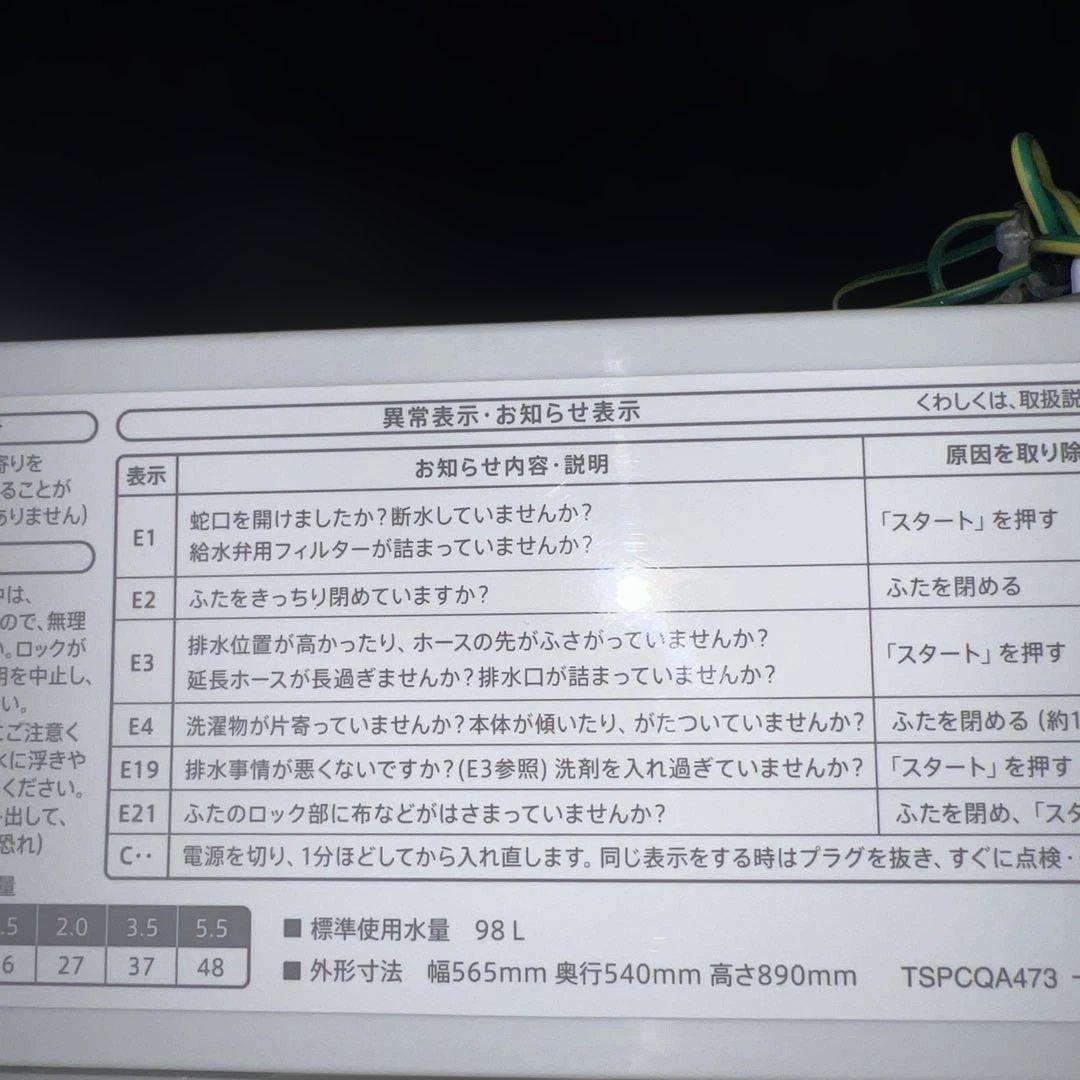 異常表示・お知らせ表示
くわしくは、取扱説
寄りを
ることが
ありません)
中は、
ので、無理
い。ロックが
明を中止し、
い。
にご注意く
水に浮きや
ください。
出して、
恐れ)
表示 お知らせ内容・説明 原因を取り除
E1 蛇口を開けましたか?断水していませんか?
給水弁用フィルターが詰まっていませんか?
「スタート」を押す
E2 ふたをきっちり閉めていますか? ふたを閉める
E3 排水位置が高かったり、ホースの先がふさがっていませんか?
延長ホースが長過ぎませんか?排水口が詰まっていませんか?
「スタート」を押す
E4 洗濯物が片寄っていませんか?本体が傾いたり、がたついていませんか? ふたを閉める(約1
E19 排水事情が悪くないですか?(E3参照) 洗剤を入れ過ぎていませんか? 「スタート」を押す
E21 ふたのロック部に布などがはさまっていませんか? ふたを閉め、「スタ
C・・ 電源を切り、1分ほどしてから入れ直します。同じ表示をする時はプラグを抜き、すぐに点検・
量
.5 2.0 3.5 5.5
6 27 37 48
■ 標準使用水量 98 L
■ 外形寸法 幅565mm 奥行540mm 高さ890mm
TSPCQA473